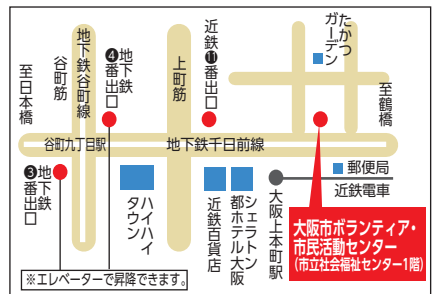 至日本橋
谷町筋
地下鉄谷町線
地下鉄
❹番出口
上町筋
近鉄
⓫番出口
たかつ
ガーデン
至鶴橋
谷町九丁目駅
地下鉄千日前線
地下鉄
❸番出口
ハイハイ
タウン
近鉄百貨店
シェラトン
都ホテル大阪
大阪上本町駅
郵便局
近鉄電車
大阪市ボランティア・
市民活動センター
(市立社会福祉センター1階)
※エレベーターで昇降できます。